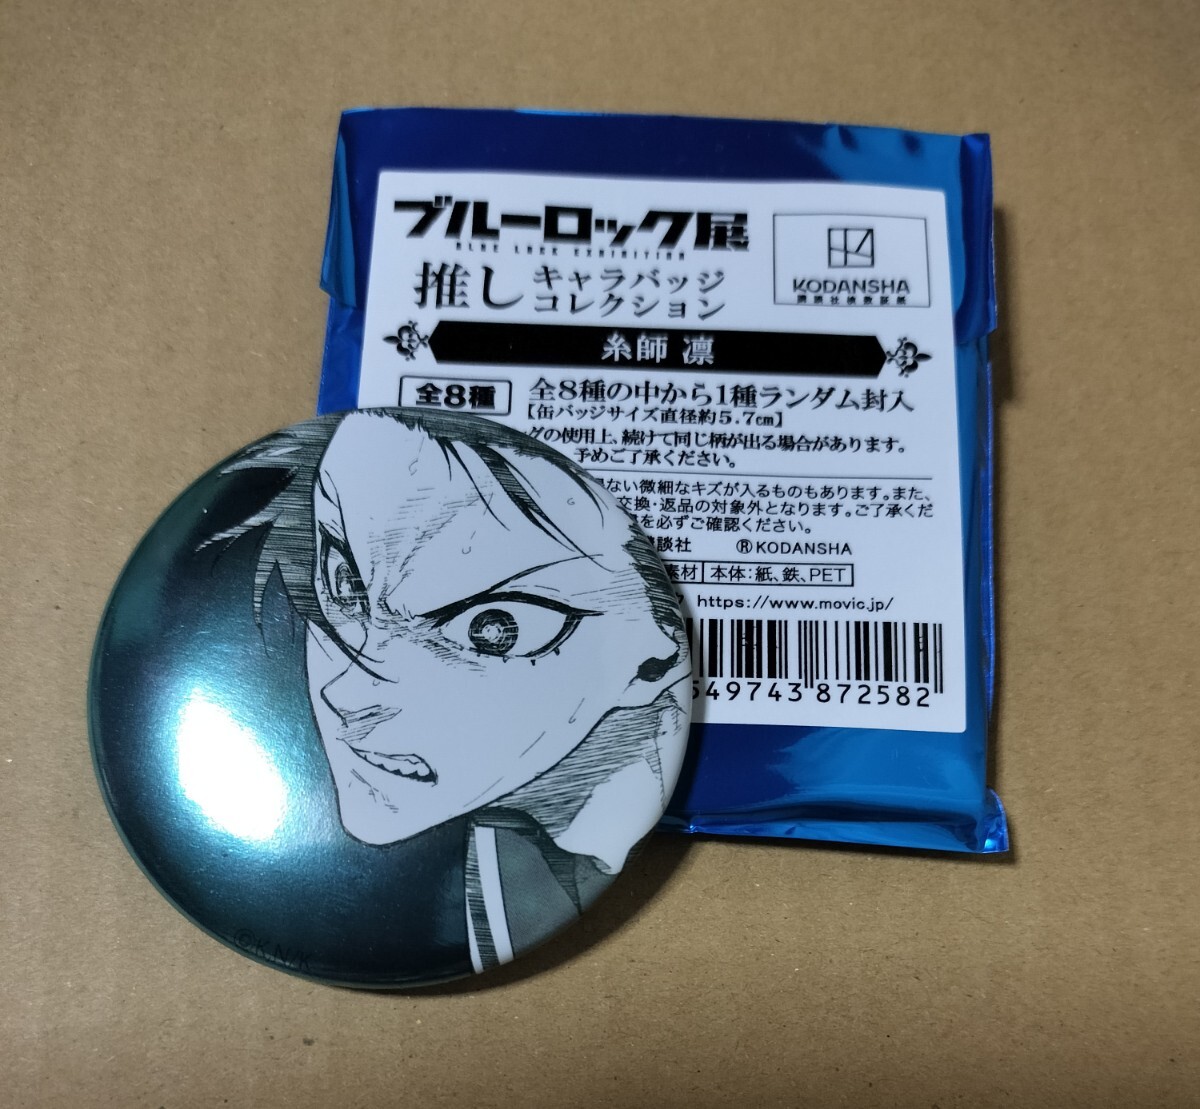 ブルーロック展
BLUE LOCK EXHIBITION
推し キャラバッジ
コレクション
KODANSHA
糸師 凛
全8種
全8種の中から1種ランダム封入
【缶バッジサイズ直径約5.7cm】
グの使用上、続けて同じ柄が出る場合があります。
予めご了承ください。
ない微細なキズが入るものもあります。また、
交換・返品の対象外となります。ご了承くだ
を必ずご確認ください。
談社 ®KODANSHA
素材 本体：紙、鉄、PET
https://www.movic.jp/
549743 872582
©K.N/K